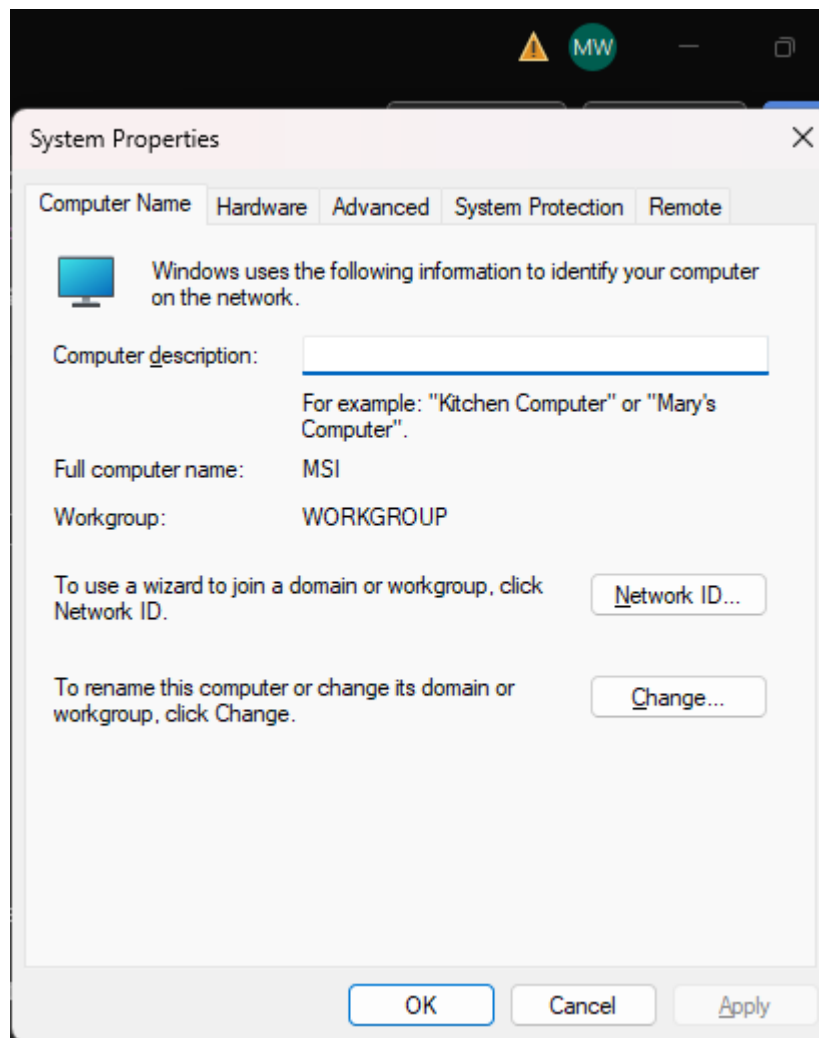 MW
System Properties
Computer Name Hardware Advanced System Protection Remote
Windows uses the following information to identify your computer
on the network.
Computer description:
For example: "Kitchen Computer" or "Mary's
Computer".
Full computer name: MSI
Workgroup: WORKGROUP
To use a wizard to join a domain or workgroup, click
Network ID.
Network ID...
To rename this computer or change its domain or
workgroup, click Change.
Change...
OK Cancel Apply